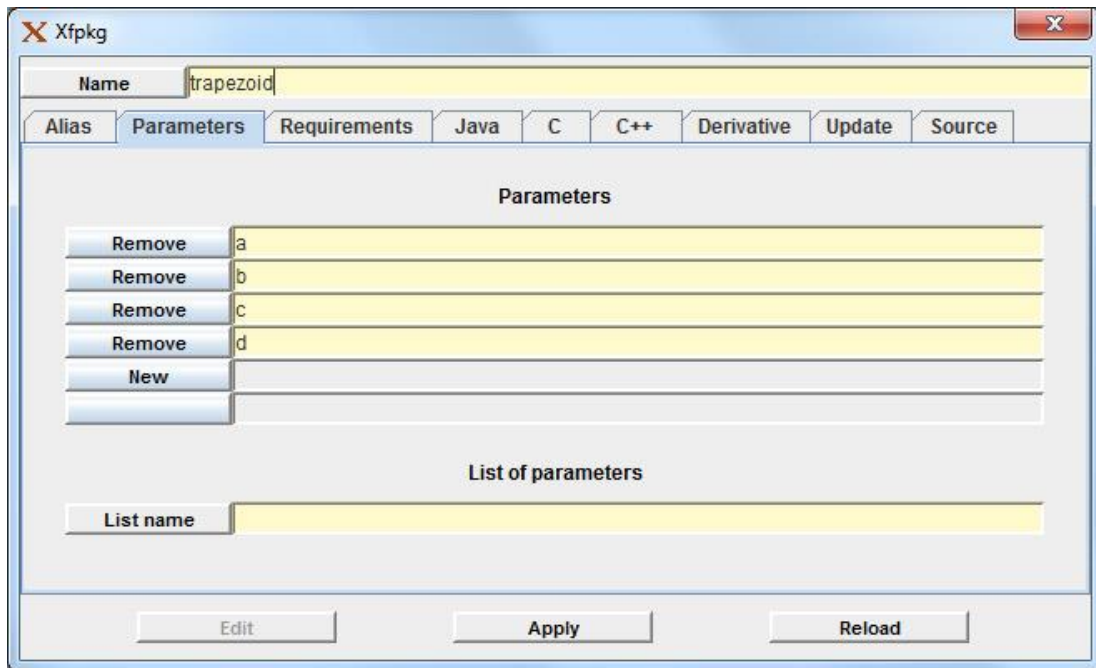 Xfpkg
Name trapezoid
Alias Parameters Requirements Java C C++ Derivative Update Source
Parameters
Remove a
Remove b
Remove c
Remove d
New
List of parameters
List name
Edit Apply Reload